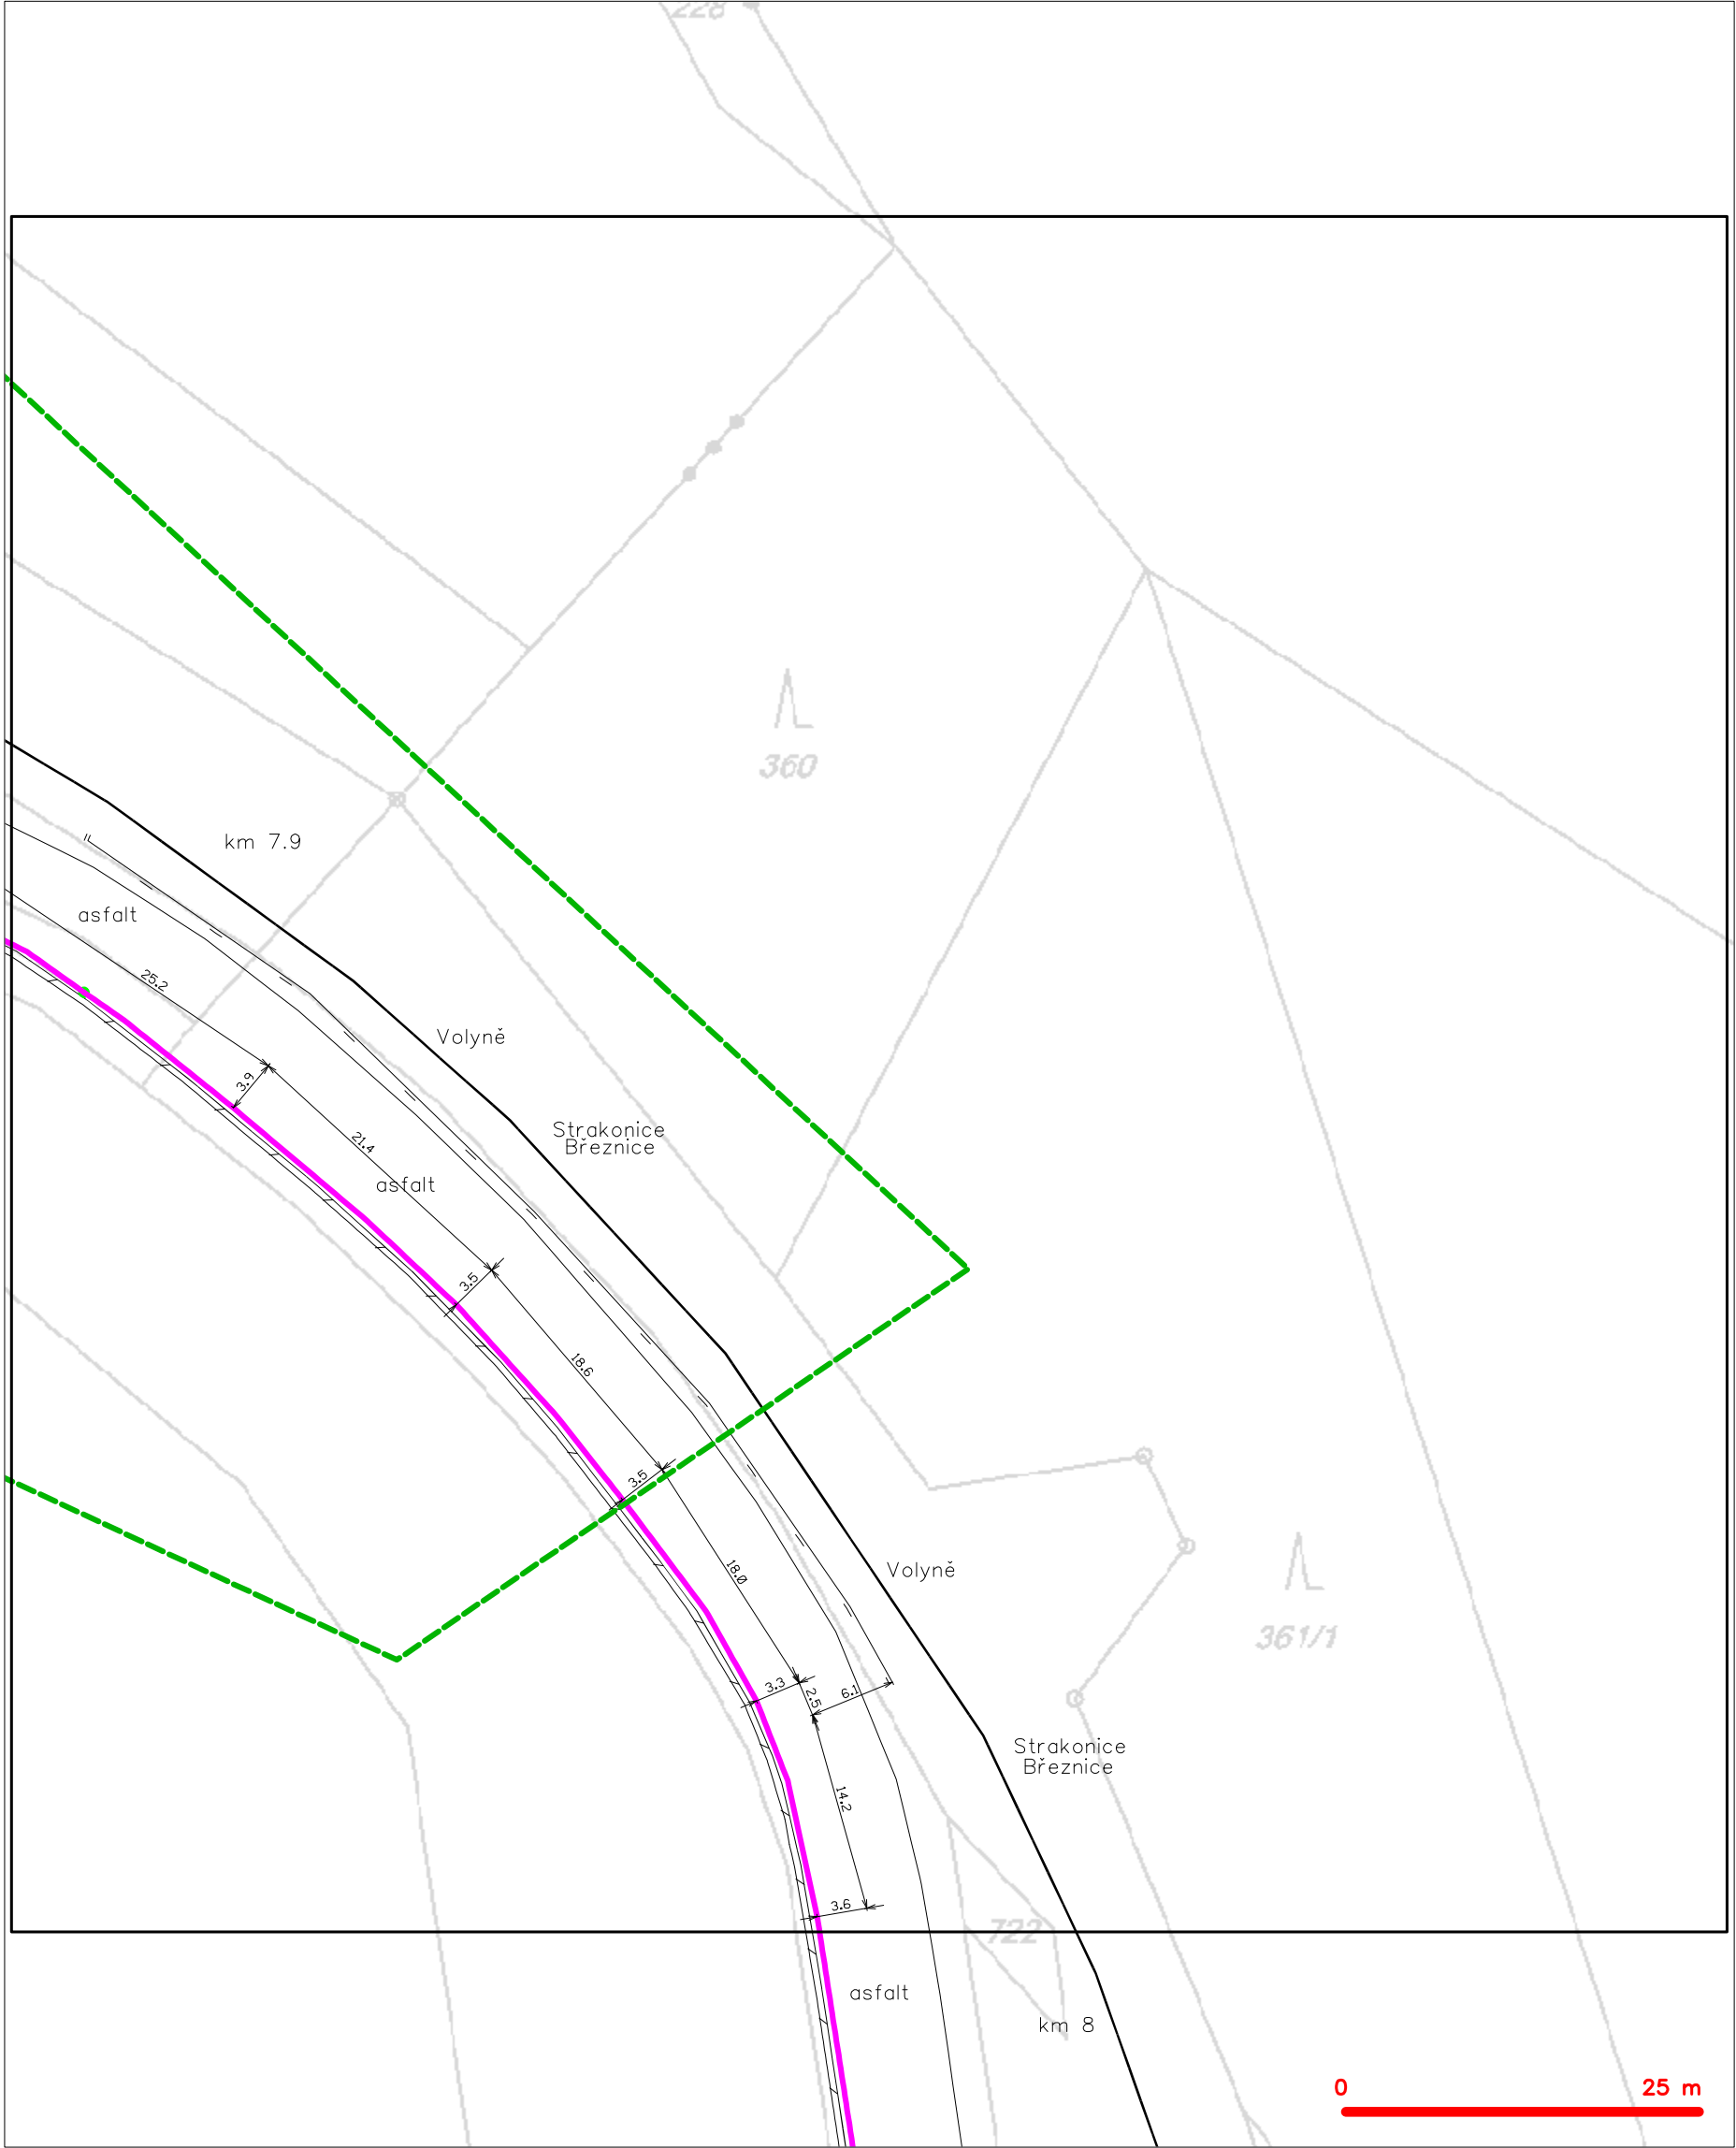 228
360
km 7.9
asfalt
25.2
Volyně
3.9
Strakonice
Březnice
21.4
asfalt
3.5
18.6
3.5
18.0
Volyně
361/1
3.3
2.5
6.1
Strakonice
Březnice
14.2
3.6
722
asfalt
km 8
0 25 m